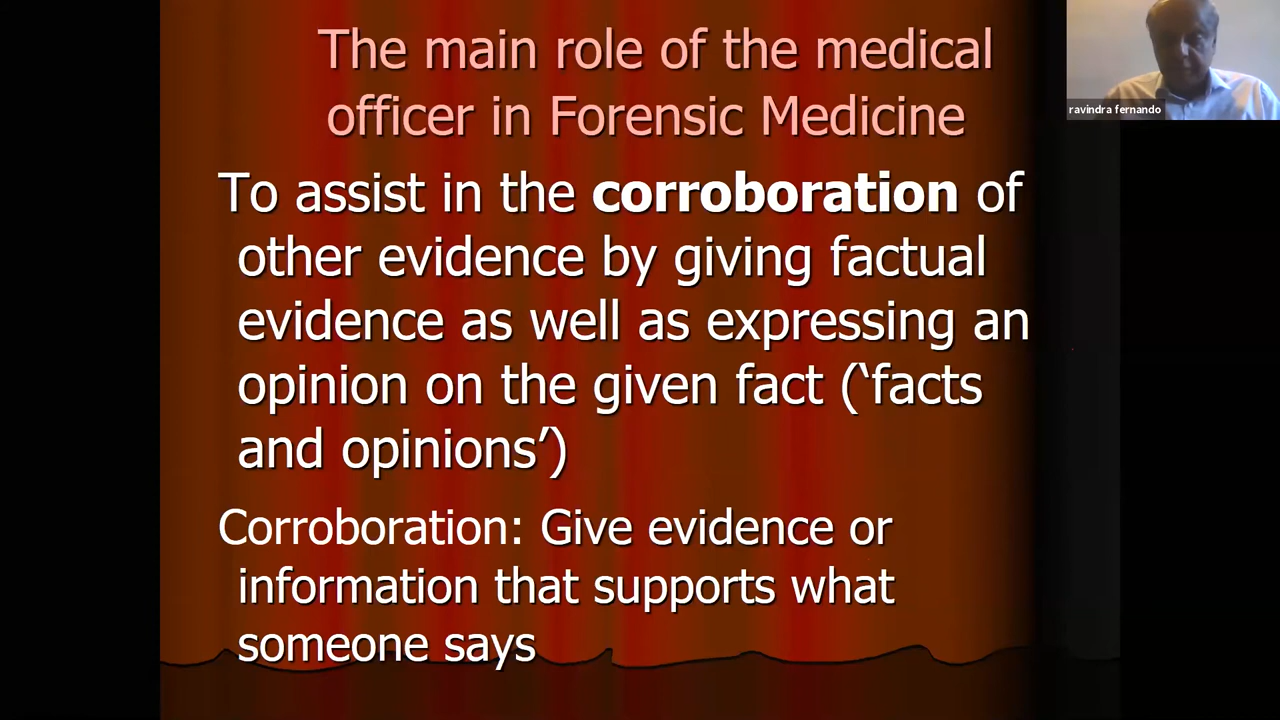 The main role of the medical
officer in Forensic Medicine
To assist in the corroboration of
other evidence by giving factual
evidence as well as expressing an
opinion on the given fact (‘facts
and opinions’)
Corroboration: Give evidence or
information that supports what
someone says
ravindra fernando